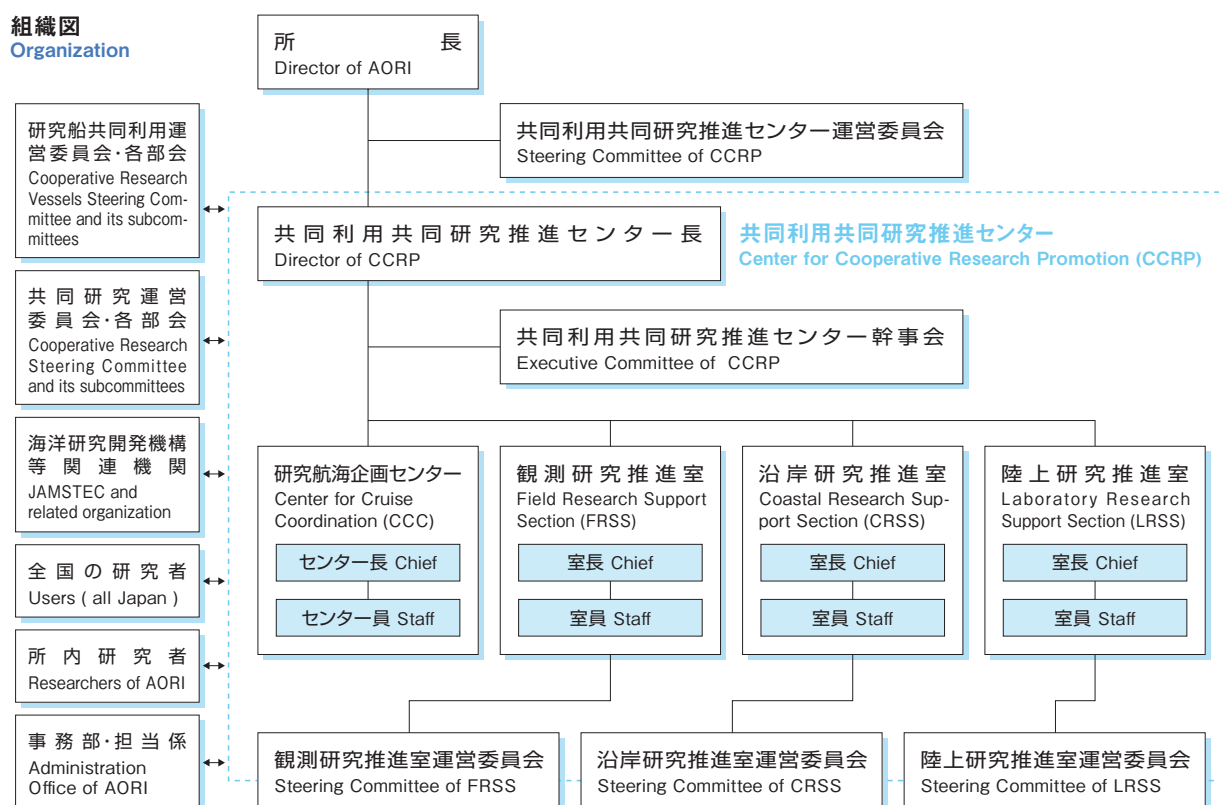 組織図
Organization
所長
Director of AORI
共同利用共同研究推進センター運営委員会
Steering Committee of CCRP
共同利用共同研究推進センター長
Director of CCRP
共同利用共同研究推進センター
Center for Cooperative Research Promotion (CCRP)
共同利用共同研究推進センター幹事会
Executive Committee of CCRP
研究船共同利用運
営委員会・各部会
Cooperative Research
Vessels Steering Com-
mittee and its subcom-
mittees
共同研究運営
委員会・各部会
Cooperative Research
Steering Committee
and its subcommittees
海洋研究開発機構
等関連機関
JAMSTEC and
related organization
全国の研究者
Users ( all Japan )
所内研究者
Researchers of AORI
事務部・担当係
Administration
Office of AORI
研究航海企画センター
Center for Cruise
Coordination (CCC)
センター長 Chief
センター員 Staff
観測研究推進室
Field Research Support
Section (FRSS)
室長 Chief
室員 Staff
沿岸研究推進室
Coastal Research Sup-
port Section (CRSS)
室長 Chief
室員 Staff
陸上研究推進室
Laboratory Research
Support Section (LRSS)
室長 Chief
室員 Staff
観測研究推進室運営委員会
Steering Committee of FRSS
沿岸研究推進室運営委員会
Steering Committee of CRSS
陸上研究推進室運営委員会
Steering Committee of LRSS